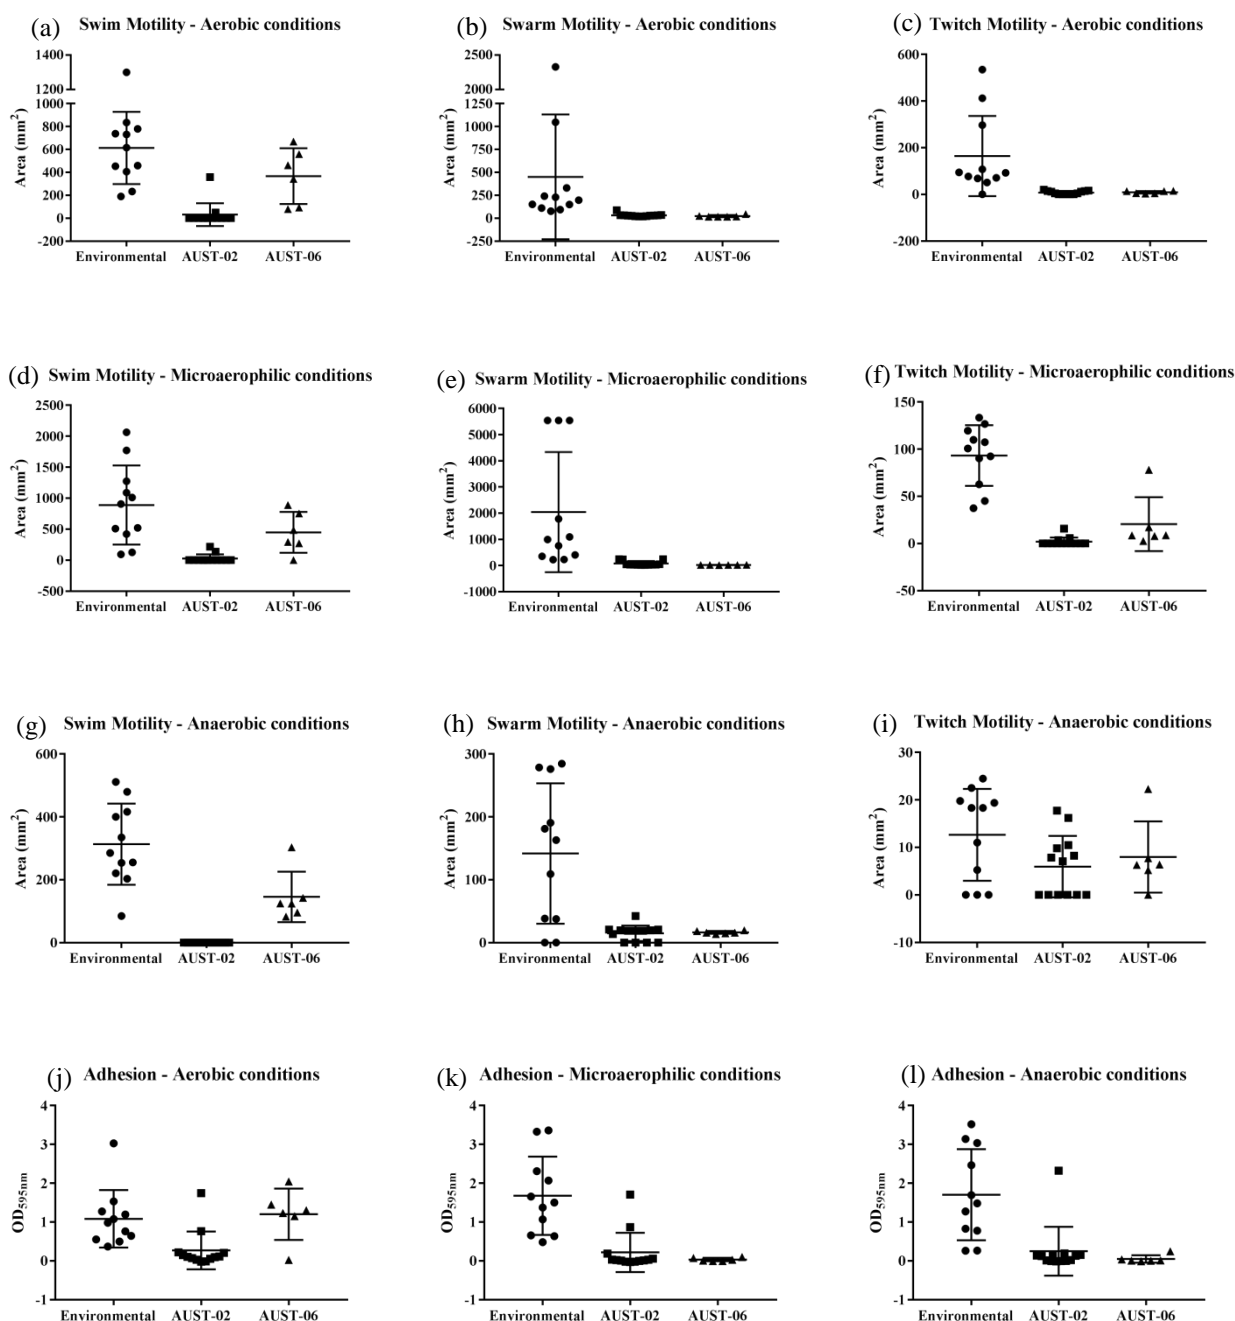 (a) Swim Motility - Aerobic conditions
1400
1200
1000
800
600
400
200
0
-200
Area (mm²)
Environmental AUST-02 AUST-06
(b) Swarm Motility - Aerobic conditions
2500
2000
1250
1000
750
500
250
0
250
Area (mm²)
Environmental AUST-02 AUST-06
(c) Twitch Motility - Aerobic conditions
600
400
200
0
-200
Area (mm²)
Environmental AUST-02 AUST-06
(d) Swim Motility - Microaerophilic conditions
2500
2000
1500
1000
500
0
-500
Area (mm²)
Environmental AUST-02 AUST-06
(e) Swarm Motility - Microaerophilic conditions
6000
5000
4000
3000
2000
1000
0
-1000
Area (mm²)
Environmental AUST-02 AUST-06
(f) Twitch Motility - Microaerophilic conditions
150
100
50
0
-50
Area (mm²)
Environmental AUST-02 AUST-06
(g) Swim Motility - Anaerobic conditions
600
400
200
0
Area (mm²)
Environmental AUST-02 AUST-06
(h) Swarm Motility - Anaerobic conditions
300
200
100
0
Area (mm²)
Environmental AUST-02 AUST-06
(i) Twitch Motility - Anaerobic conditions
30
20
10
0
-10
Area (mm²)
Environmental AUST-02 AUST-06
(j) Adhesion - Aerobic conditions
4
3
2
1
0
-1
OD595nm
Environmental AUST-02 AUST-06
(k) Adhesion - Microaerophilic conditions
4
3
2
1
0
-1
OD595nm
Environmental AUST-02 AUST-06
(l) Adhesion - Anaerobic conditions
4
3
2
1
0
-1
OD595nm
Environmental AUST-02 AUST-06